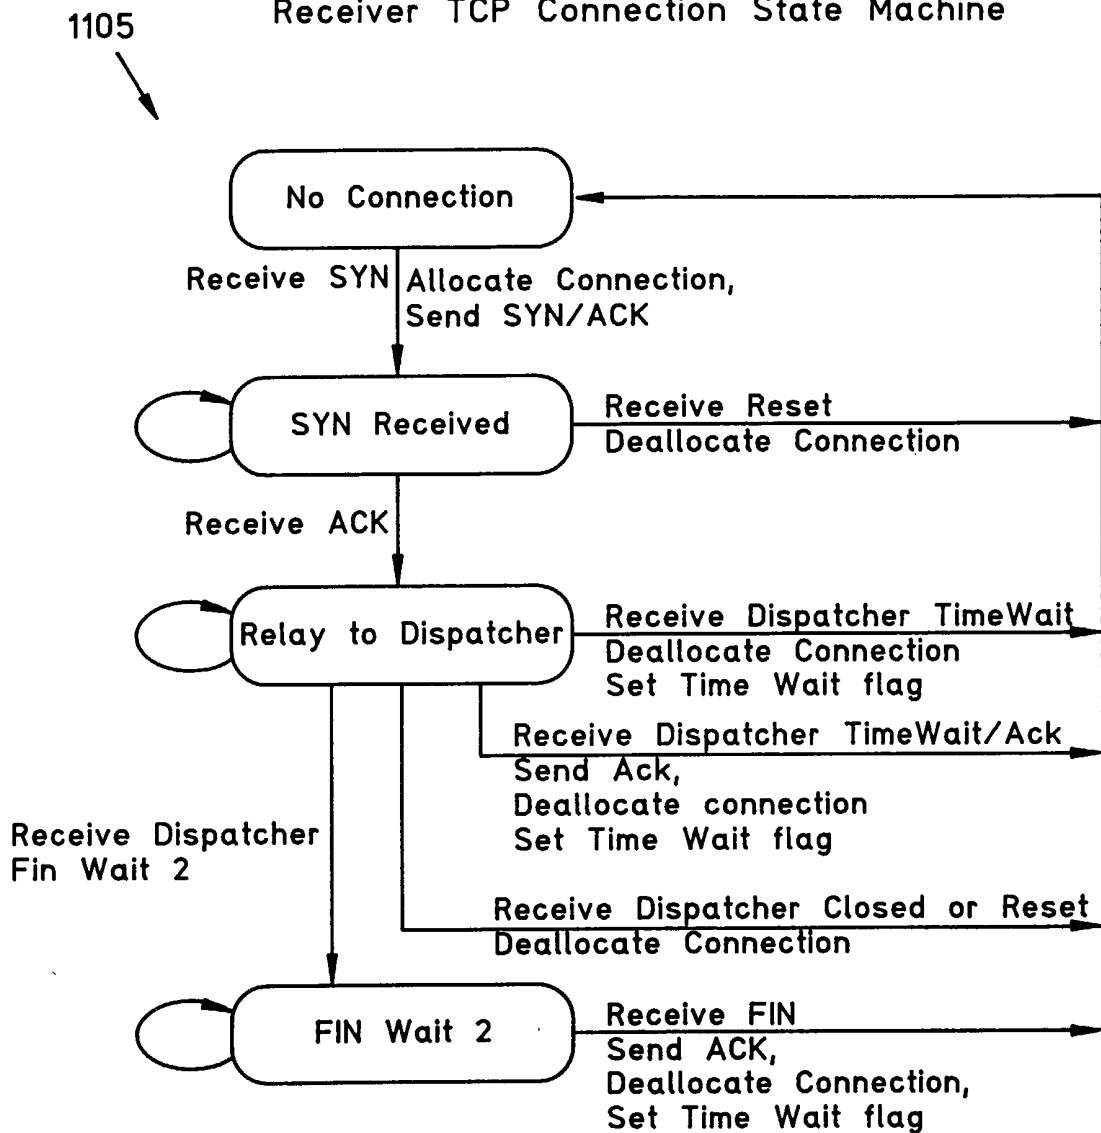 Receiver TCP Connection State Machine
1105
No Connection
Receive SYN
Allocate Connection,
Send SYN/ACK
SYN Received
Receive Reset
Deallocate Connection
Receive ACK
Relay to Dispatcher
Receive Dispatcher TimeWait
Deallocate Connection
Set Time Wait flag
Receive Dispatcher TimeWait/Ack
Send Ack,
Deallocate connection
Set Time Wait flag
Receive Dispatcher
Fin Wait 2
Receive Dispatcher Closed or Reset
Deallocate Connection
FIN Wait 2
Receive FIN
Send ACK,
Deallocate Connection,
Set Time Wait flag